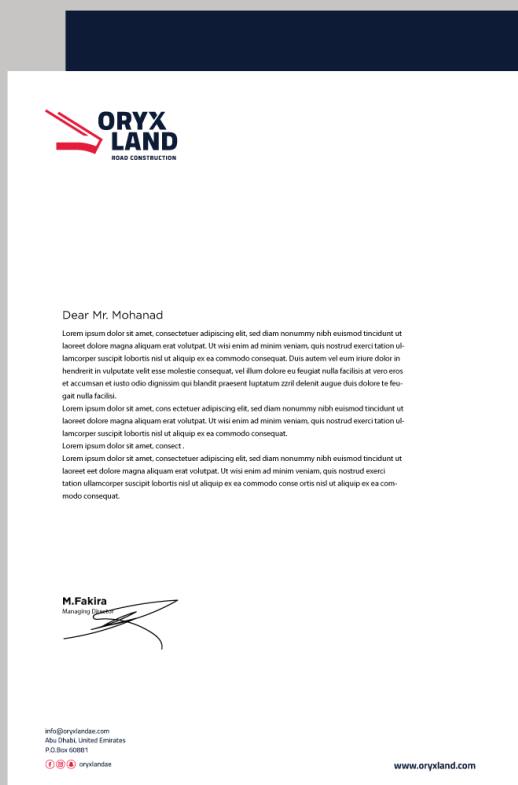 ORYX
LAND
ROAD CONSTRUCTION
Dear Mr. Mohanad
Lorem ipsum dolor sit amet, consectetuer adipiscing elit, sed diam nonummy nibh euismod tincidunt ut
laoreet dolore magna aliquam erat volutpat. Ut wisi enim ad minim veniam, quis nostrud exerci tation ul-
lamcorper suscipit lobortis nisl ut aliquip ex ea commodo consequat. Duis autem vel eum iriure dolor in
hendrerit in vulputate velit esse molestie consequat, vel illum dolore eu feugiat nulla facilisis at vero eros
et accumsan et iusto odio dignissim qui blandit praesent luptatum zzril delenit augue duis dolore te feu-
gait nulla facilisi.
Lorem ipsum dolor sit amet, cons ectetuer adipiscing elit, sed diam nonummy nibh euismod tincidunt ut
laoreet dolore magna aliquam erat volutpat. Ut wisi enim ad minim veniam, quis nostrud exerci tation ul-
lamcorper suscipit lobortis nisl ut aliquip ex ea commodo consequat.
Lorem ipsum dolor sit amet, consect .
Lorem ipsum dolor sit amet, consectetuer adipiscing elit, sed diam nonummy nibh euismod tincidunt ut
laoreet eet dolore magna aliquam erat volutpat. Ut wisi enim ad minim veniam, quis nostrud exerci
tation ullamcorper suscipit lobortis nisl ut aliquip ex ea commodo conse ortis nisl ut aliquip ex ea com-
modo consequat.
M.Fakira
Managing Director
info@oryxlandae.com
Abu Dhabi, United Emirates
P.O.Box 60881
oryxlandae
www.oryxland.com